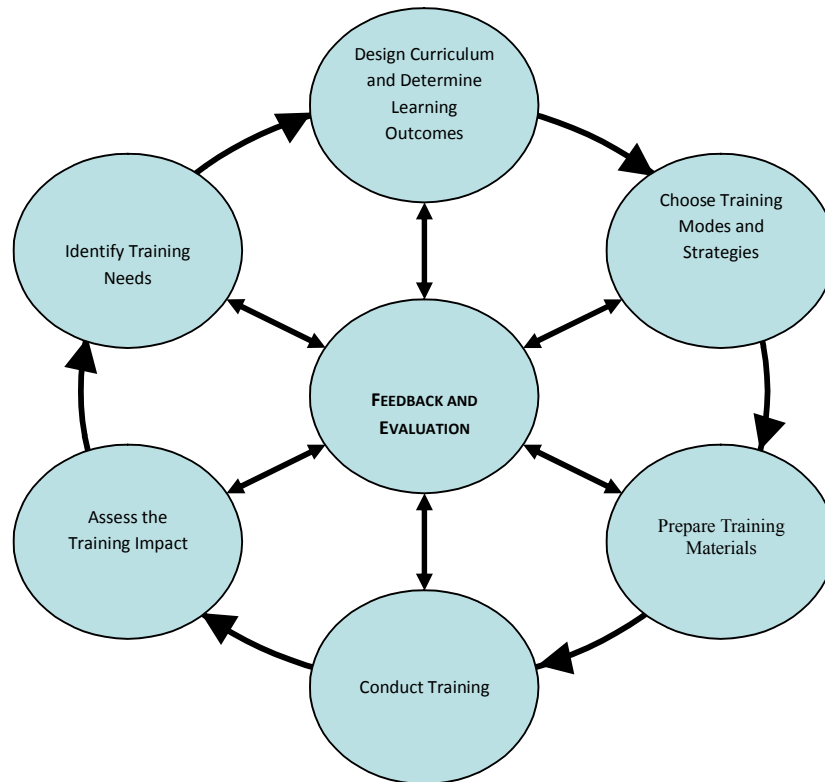 Design Curriculum
and Determine
Learning
Outcomes
Choose Training
Modes and
Strategies
Identify Training
Needs
FEEDBACK AND
EVALUATION
Assess the
Training Impact
Prepare Training
Materials
Conduct Training